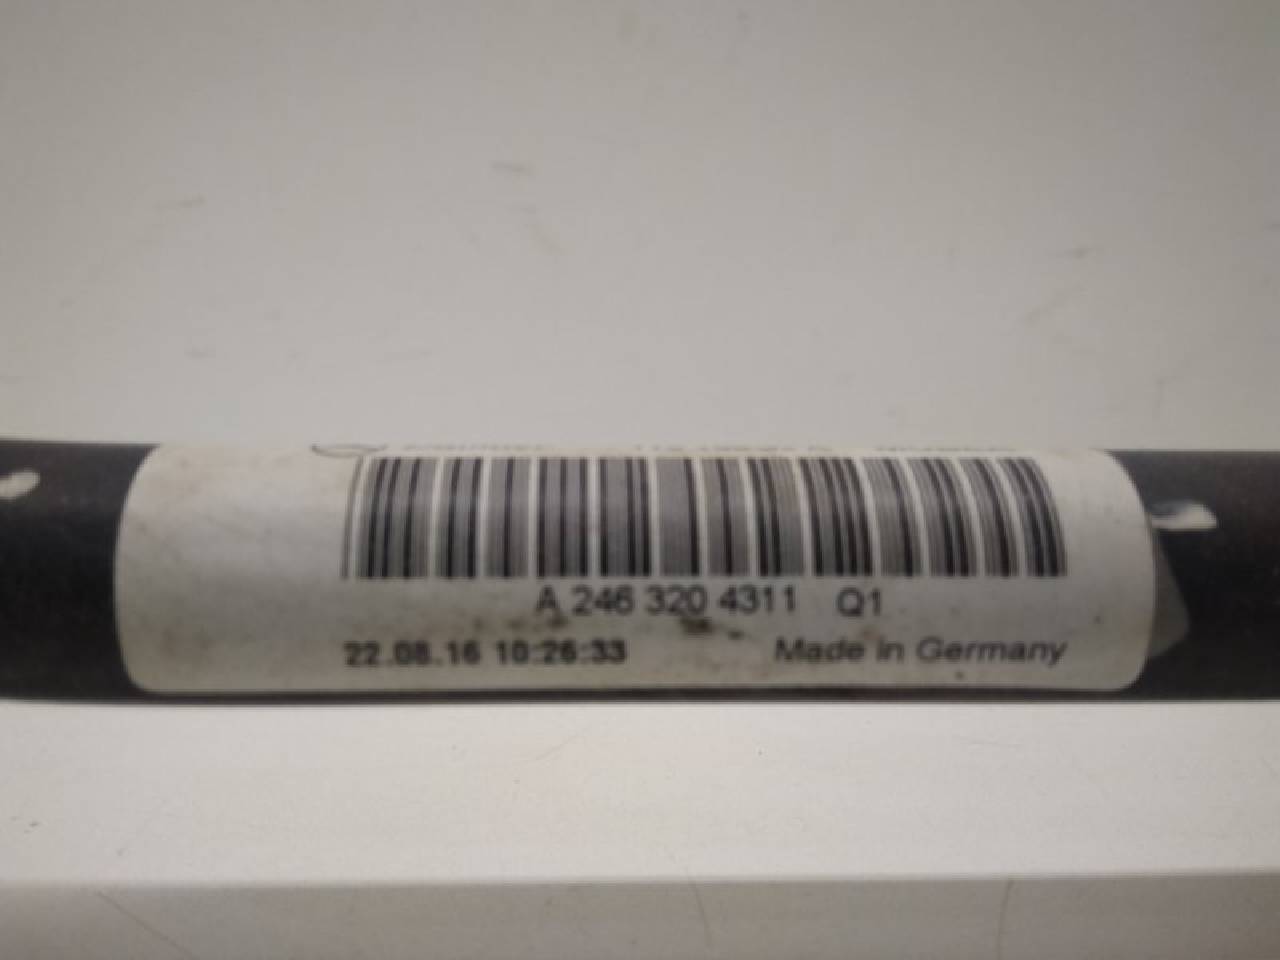 A 246 320 4311 Q1
22.08.16 10:26:33 Made in Germany